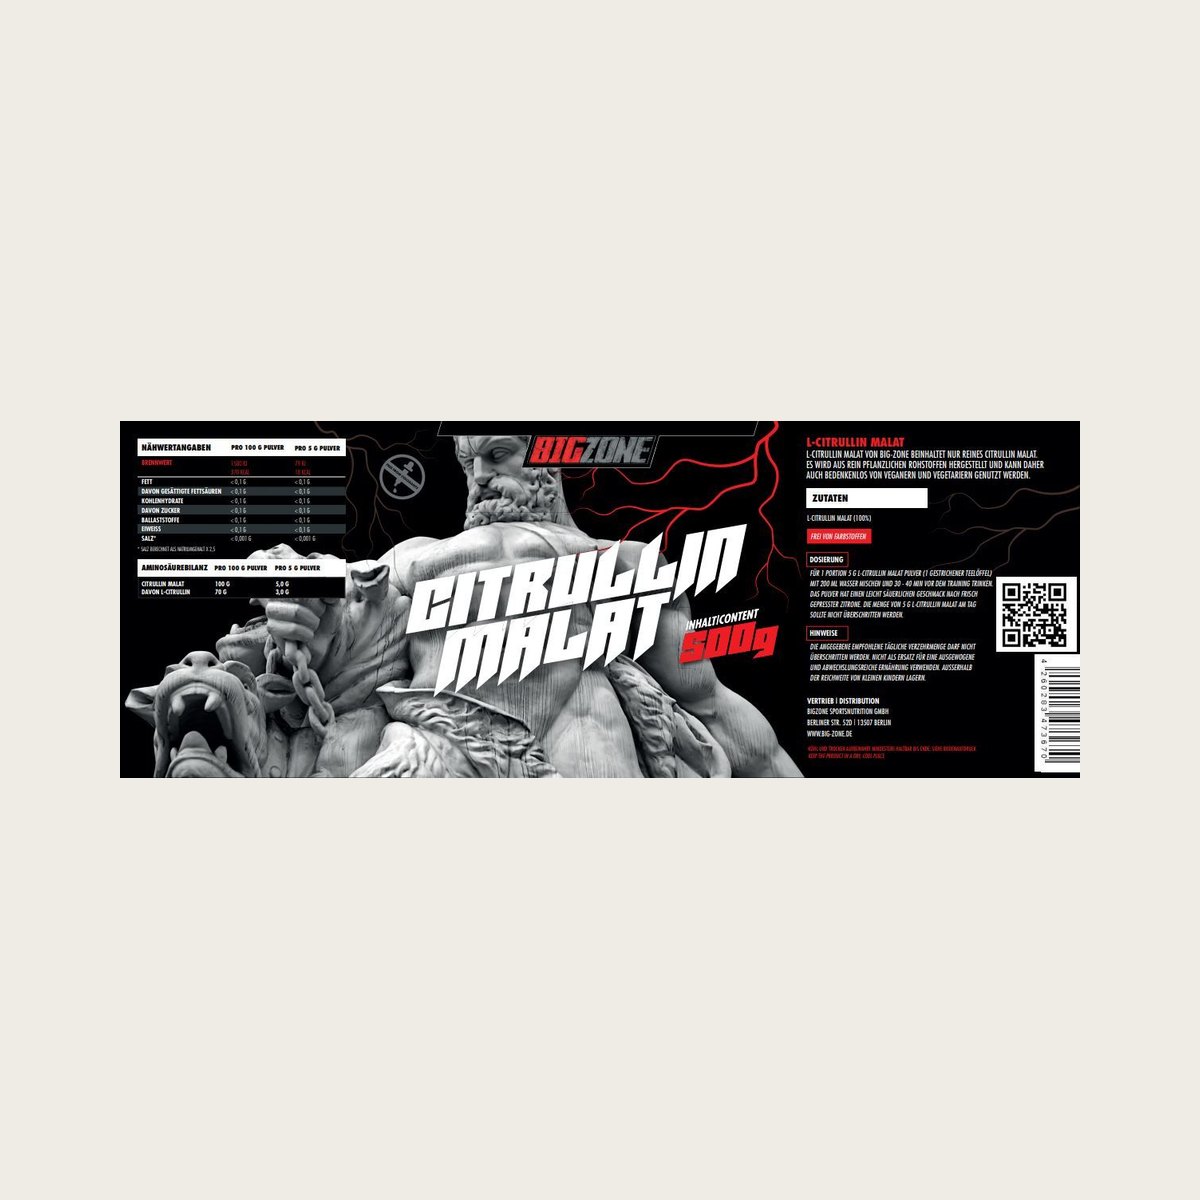 NÄHWERTANGABEN PRO 100 G PULVER PRO 5 G PULVER
BRENNWERT
FETT < 0,1 G < 0,1 G
DAVON GESÄTTIGTE FETTSÄUREN < 0,1 G < 0,1 G
KOHLENHYDRATE < 0,1 G < 0,1 G
DAVON ZUCKER < 0,1 G < 0,1 G
BALLASTSTOFFE < 0,1 G < 0,1 G
EIWEISS < 0,1 G < 0,1 G
SALZ* < 0,001 G < 0,001 G
* SALZ BERECHNET ALS NATRIUMGEHALT X 2,5
AMINOSÄUREBILANZ PRO 100 G PULVER PRO 5 G PULVER
CITRULLIN MALAT 100 G 5,0 G
DAVON L-CITRULLIN 70 G 3,0 G
BIGZONE
CITRULLIN
MALAT
INHALT|CONTENT
500g
L-CITRULLIN MALAT
L-CITRULLIN MALAT VON BIG-ZONE BEINHALTET NUR REINES CITRULLIN MALAT.
ES WIRD AUS REIN PFLANZLICHEN ROHSTOFFEN HERGESTELLT UND KANN DAHER
AUCH BEDENKENLOS VON VEGANERN UND VEGETARIERN GENUTZT WERDEN.
ZUTATEN
L-CITRULLIN MALAT (100%)
FREI VON FARBSTOFFEN
DOSIERUNG
FÜR 1 PORTION 5 G L-CITRULLIN MALAT PULVER (1 GESTRICHENER TEELÖFFEL)
MIT 200 ML WASSER MISCHEN UND 30 - 40 MIN VOR DEM TRAINING TRINKEN.
DAS PULVER HAT EINEN LEICHT SÄUERLICHEN GESCHMACK NACH FRISCH
GEPRESSTER ZITRONE. DIE MENGE VON 5 G L-CITRULLIN MALAT AM TAG
SOLLTE NICHT ÜBERSCHRITTEN WERDEN.
HINWEISE
DIE ANGEGEBENE EMPFOHLENE TÄGLICHE VERZEHRMENGE DARF NICHT
ÜBERSCHRITTEN WERDEN. NICHT ALS ERSATZ FÜR EINE AUSGEWOGENE
UND ABWECHSLUNGSREICHE ERNÄHRUNG VERWENDEN. AUSSERHALB
DER REICHWEITE VON KLEINEN KINDERN LAGERN.
VERTRIEB | DISTRIBUTION
BIGZONE SPORTSNUTRITION GMBH
BERLINER STR. 52D | 13507 BERLIN
WWW.BIG-ZONE.DE
4 260283 473670